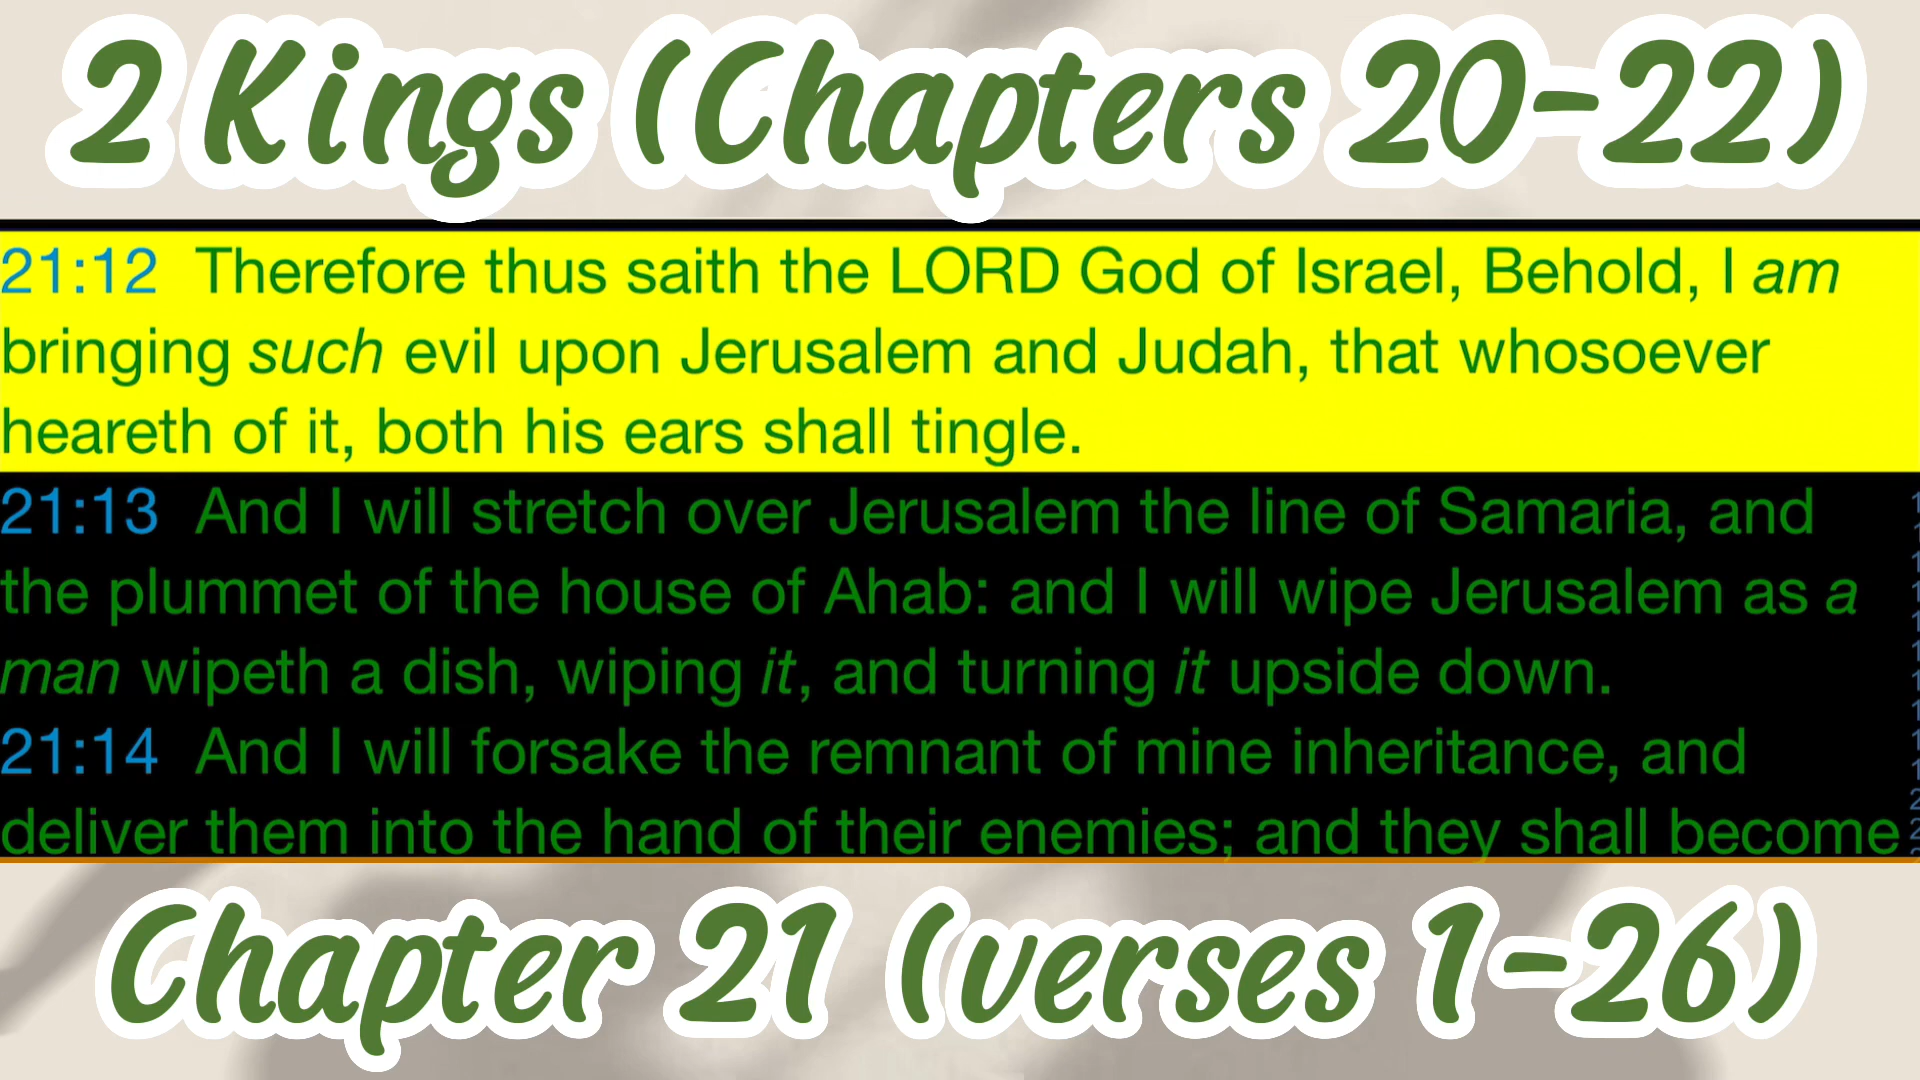 2 Kings (Chapters 20-22)
21:12 Therefore thus saith the LORD God of Israel, Behold, I am
bringing such evil upon Jerusalem and Judah, that whosoever
heareth of it, both his ears shall tingle.
21:13 And I will stretch over Jerusalem the line of Samaria, and
the plummet of the house of Ahab: and I will wipe Jerusalem as a
man wipeth a dish, wiping it, and turning it upside down.
21:14 And I will forsake the remnant of mine inheritance, and
deliver them into the hand of their enemies; and they shall become
Chapter 21 (verses 1-26)